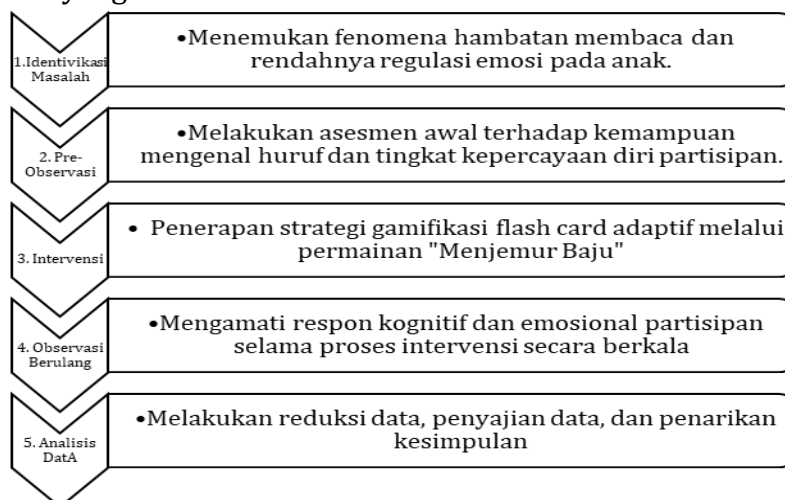 1.Identivikasi
Masalah
•Menemukan fenomena hambatan membaca dan
rendahnya regulasi emosi pada anak.
2. Pre-
Observasi
•Melakukan asesmen awal terhadap kemampuan
mengenal huruf dan tingkat kepercayaan diri partisipan.
3. Intervensi
• Penerapan strategi gamifikasi flash card adaptif melalui
permainan "Menjemur Baju"
4. Observasi
Berulang
•Mengamati respon kognitif dan emosional partisipan
selama proses intervensi secara berkala
5. Analisis
DatA
•Melakukan reduksi data, penyajian data, dan penarikan
kesimpulan